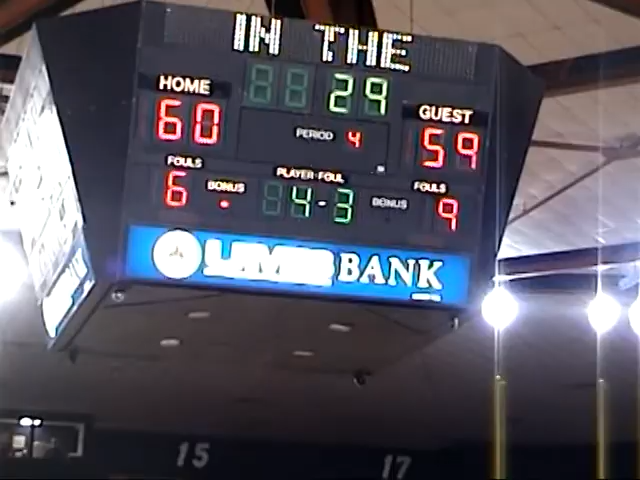 IN THE
29
HOME GUEST
60 59
PERIOD 4
FOULS PLAYER-FOUL FOULS
6 BONUS 4-3 BONUS 9
BANK
15 17